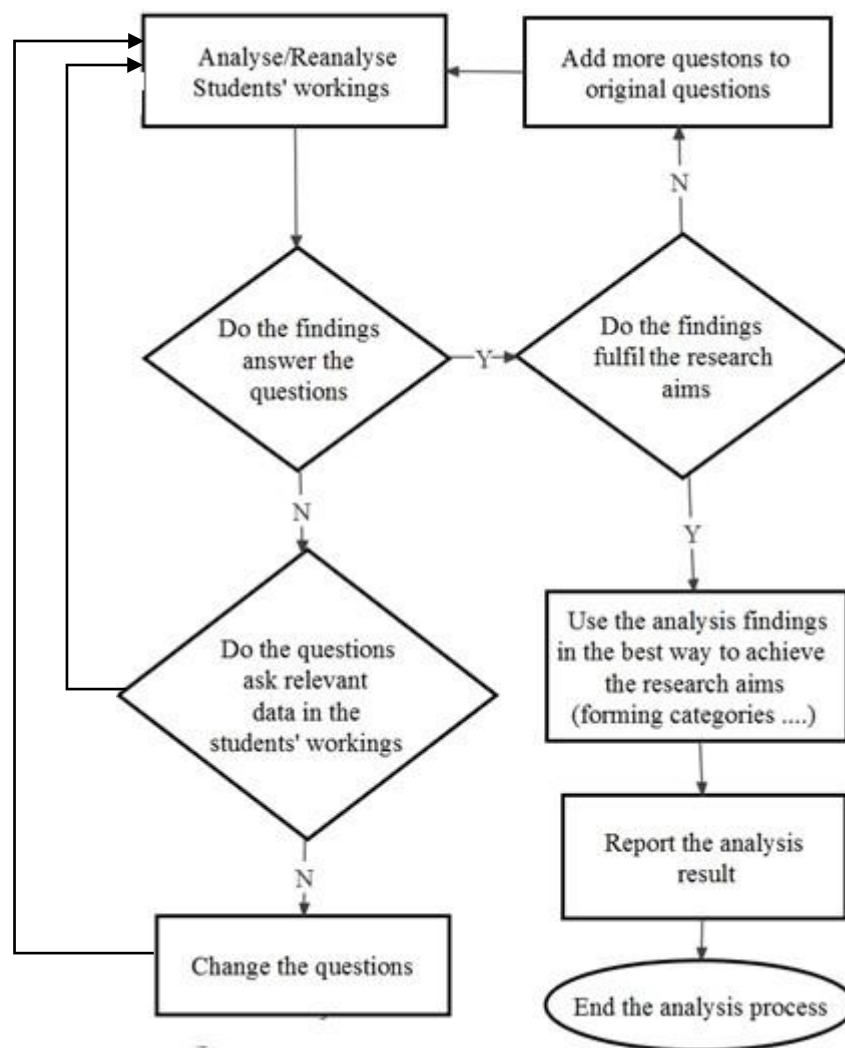 Analyse/Reanalyse
Students' workings
Add more questons to
original questions
N
Do the findings
answer the
questions
Y
Do the findings
fulfil the research
aims
N
Y
Do the questions
ask relevant
data in the
students' workings
Use the analysis findings
in the best way to achieve
the research aims
(forming categories ....)
N
Report the analysis
result
Change the questions
End the analysis process